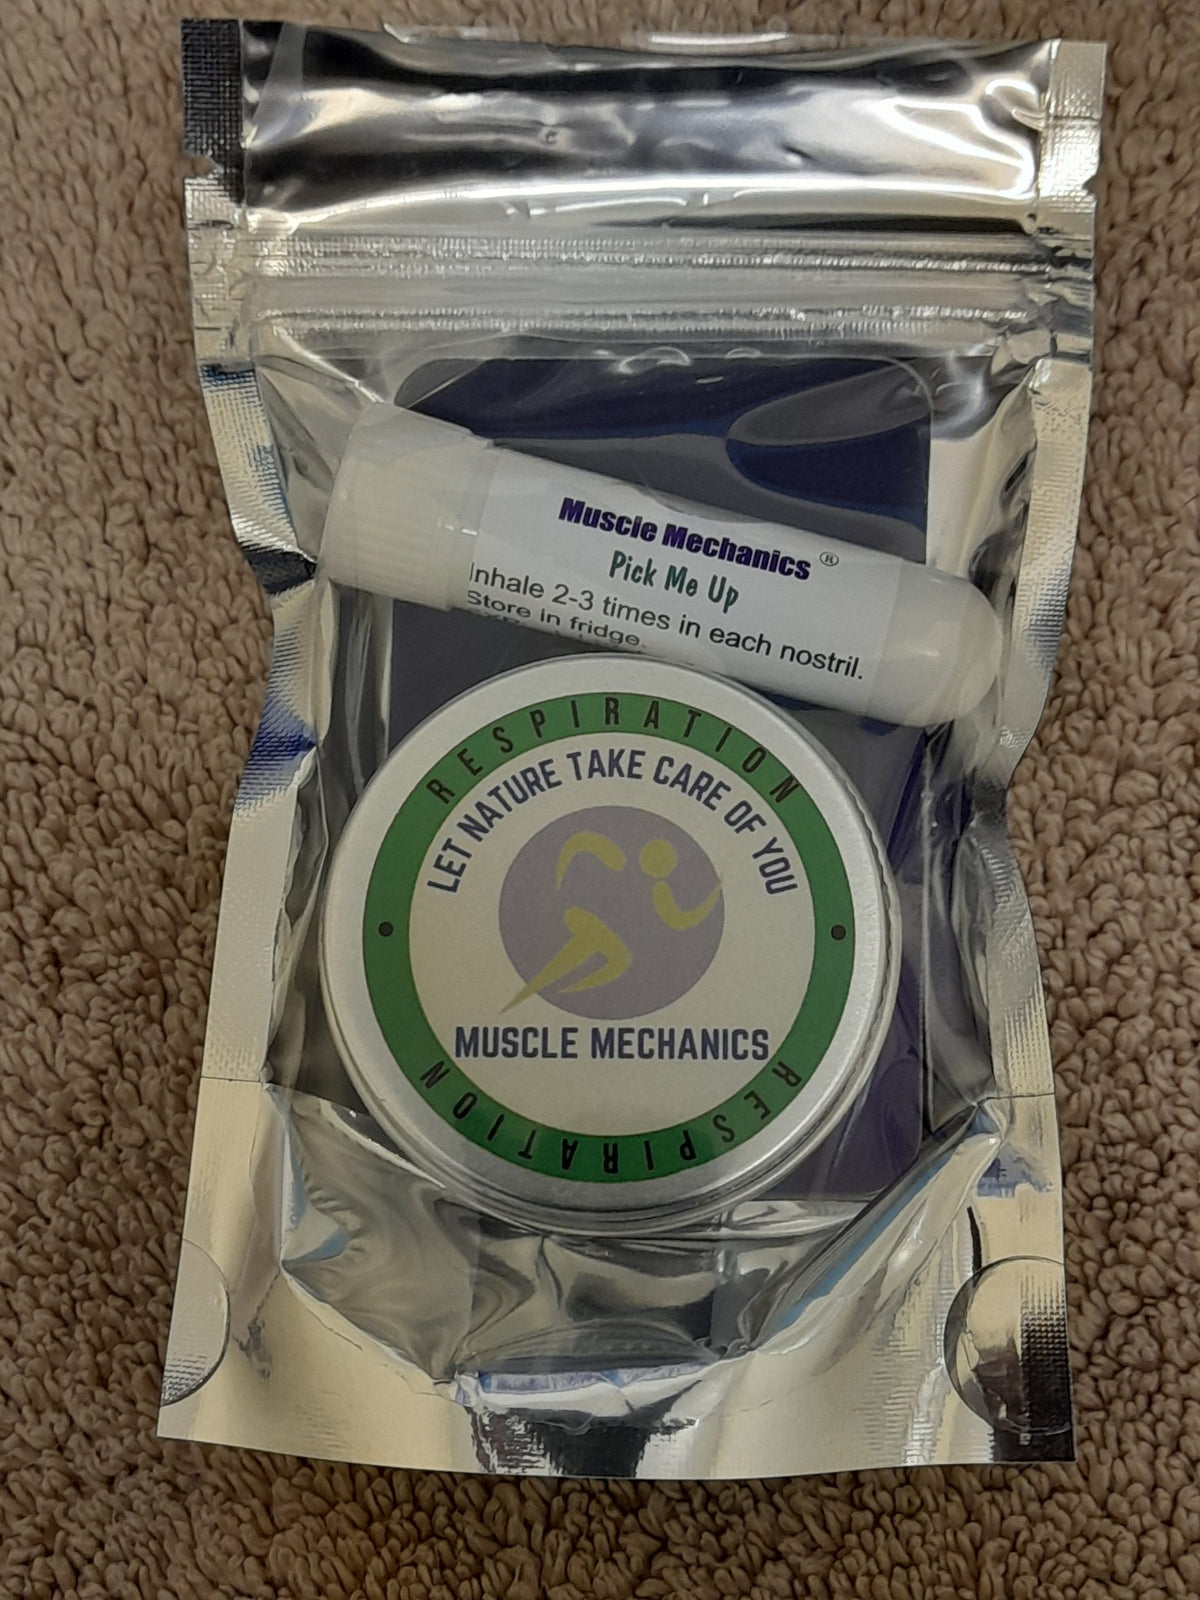 Muscle Mechanics ®
Pick Me Up
Inhale 2-3 times in each nostril.
Store in fridge.
RESPIRATION
LET NATURE TAKE CARE OF YOU
MUSCLE MECHANICS
RESPIRATION